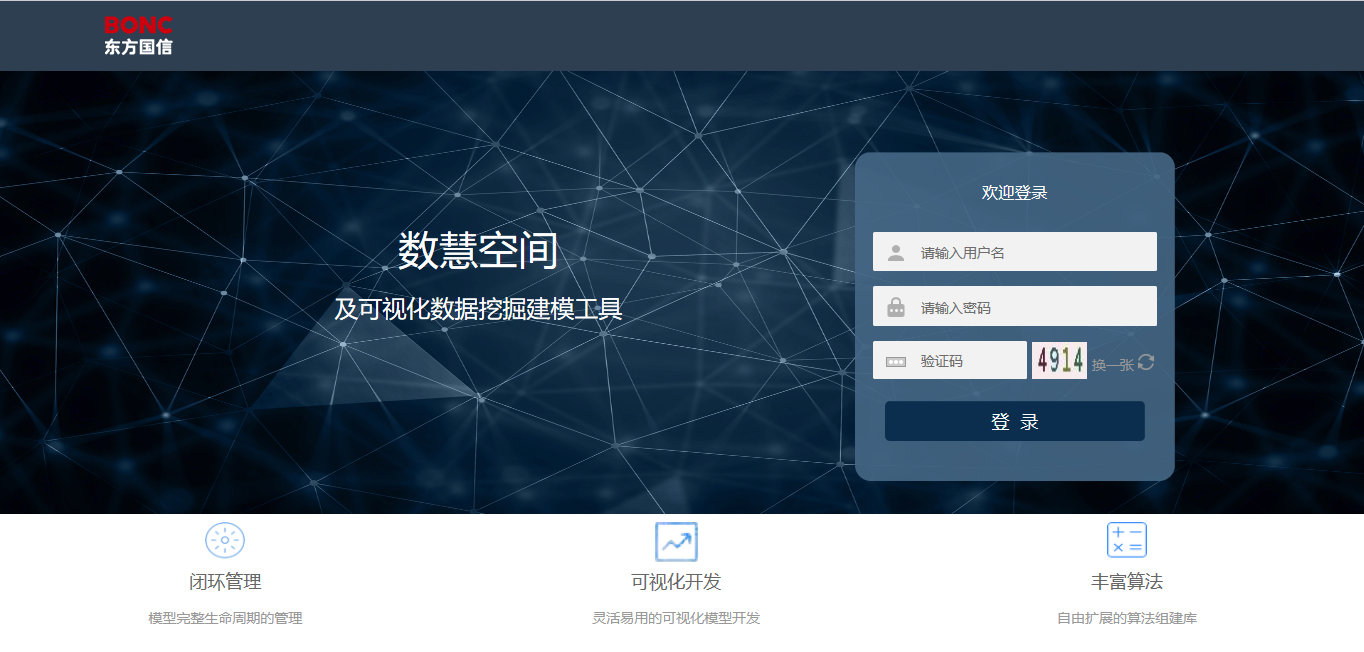 BONC
东方国信
数慧空间
及可视化数据挖掘建模工具
欢迎登录
请输入用户名
请输入密码
验证码
4914
换一张
登 录
闭环管理
模型完整生命周期的管理
可视化开发
灵活易用的可视化模型开发
丰富算法
自由扩展的算法组建库